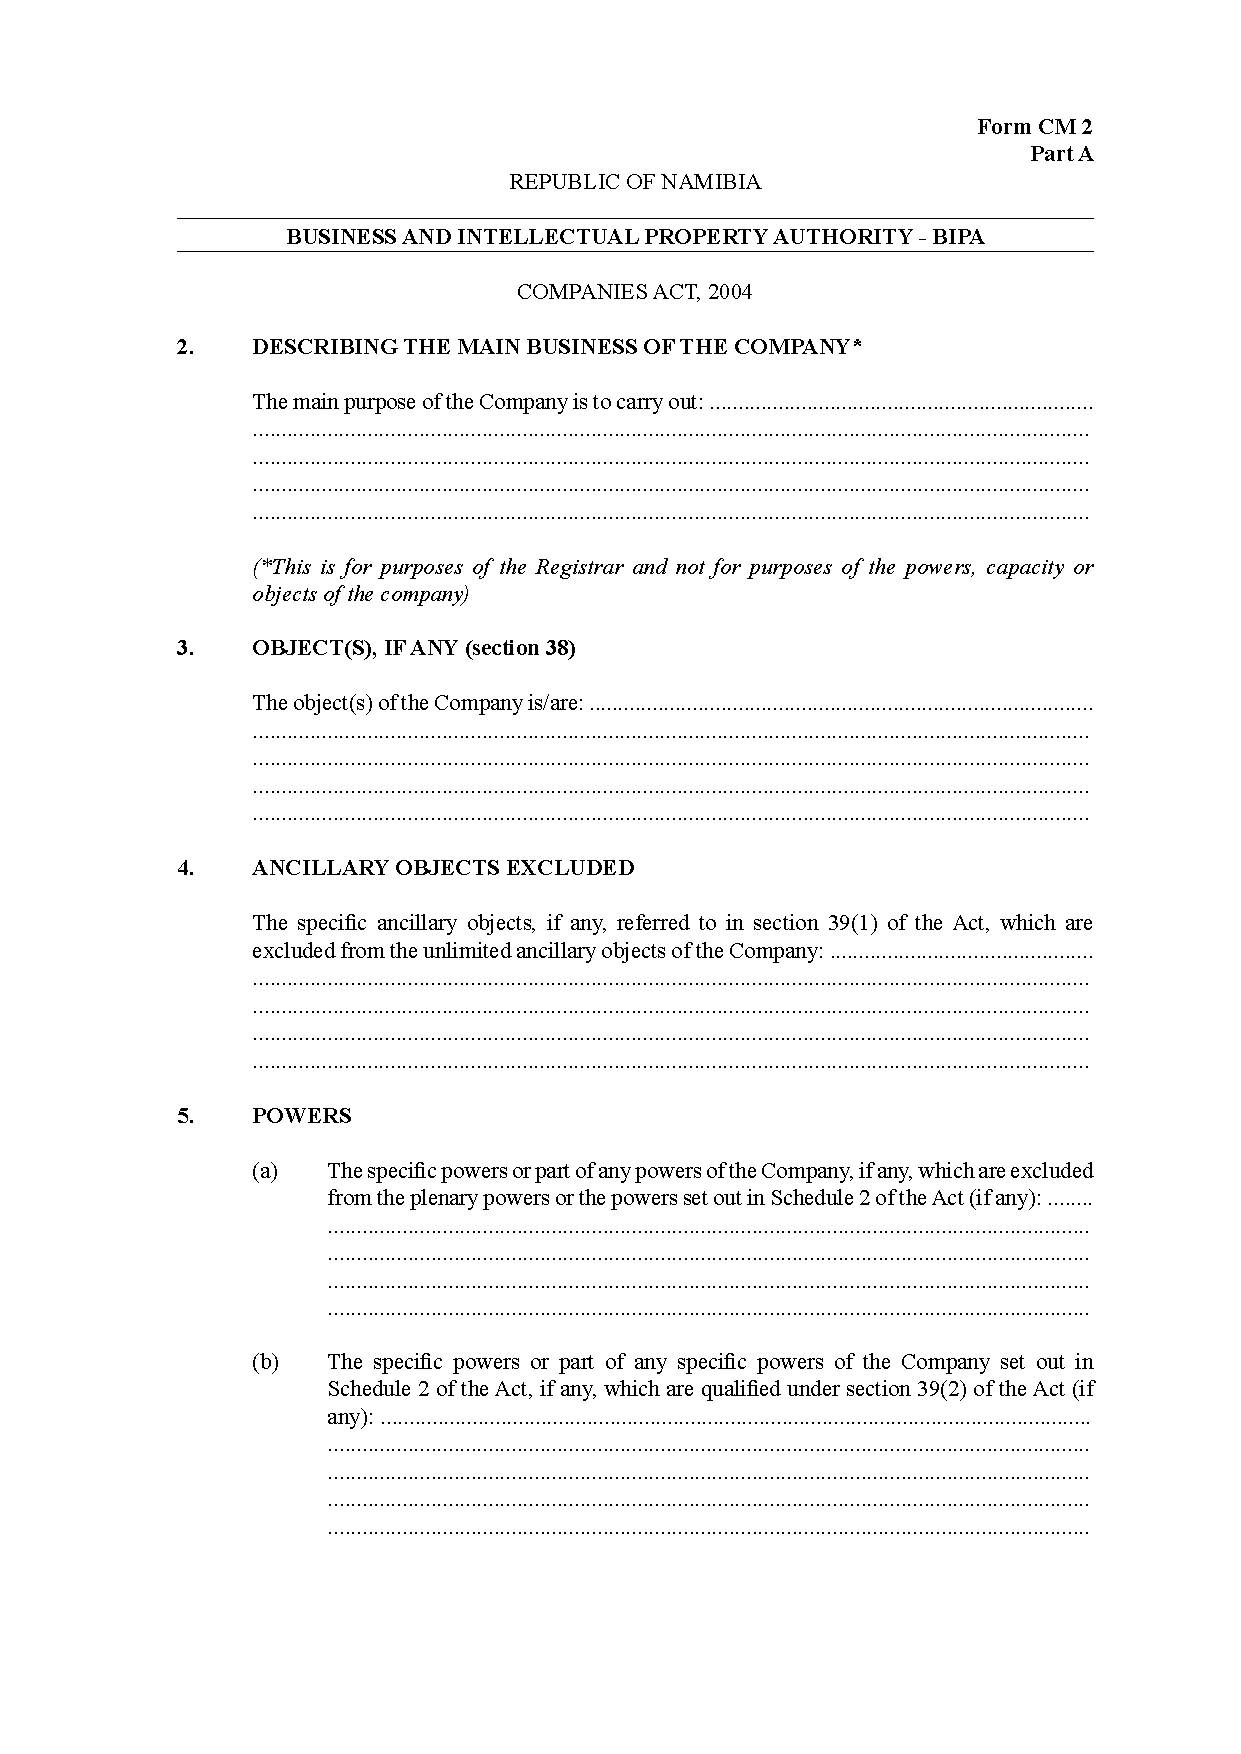 Form CM 2
Part A
REPUBLIC OF NAMIBIA
BUSINESS AND INTELLECTUAL PROPERTY AUTHORITY - BIPA
COMPANIES ACT, 2004
2. DESCRIBING THE MAIN BUSINESS OF THE COMPANY*
The main purpose of the Company is to carry out: ...................................................................
..................................................................................................................................................
..................................................................................................................................................
..................................................................................................................................................
..................................................................................................................................................
(*This is for purposes of the Registrar and not for purposes of the powers, capacity or
objects of the company)
3. OBJECT(S), IF ANY (section 38)
The object(s) of the Company is/are: ........................................................................................
..................................................................................................................................................
..................................................................................................................................................
..................................................................................................................................................
..................................................................................................................................................
4. ANCILLARY OBJECTS EXCLUDED
The specific ancillary objects, if any, referred to in section 39(1) of the Act, which are
excluded from the unlimited ancillary objects of the Company: ..............................................
..................................................................................................................................................
..................................................................................................................................................
..................................................................................................................................................
..................................................................................................................................................
5. POWERS
(a) The specific powers or part of any powers of the Company, if any, which are excluded
from the plenary powers or the powers set out in Schedule 2 of the Act (if any): ........
.....................................................................................................................................
.....................................................................................................................................
.....................................................................................................................................
.....................................................................................................................................
(b) The specific powers or part of any specific powers of the Company set out in
Schedule 2 of the Act, if any, which are qualified under section 39(2) of the Act (if
any): ............................................................................................................................
.....................................................................................................................................
.....................................................................................................................................
.....................................................................................................................................
.....................................................................................................................................